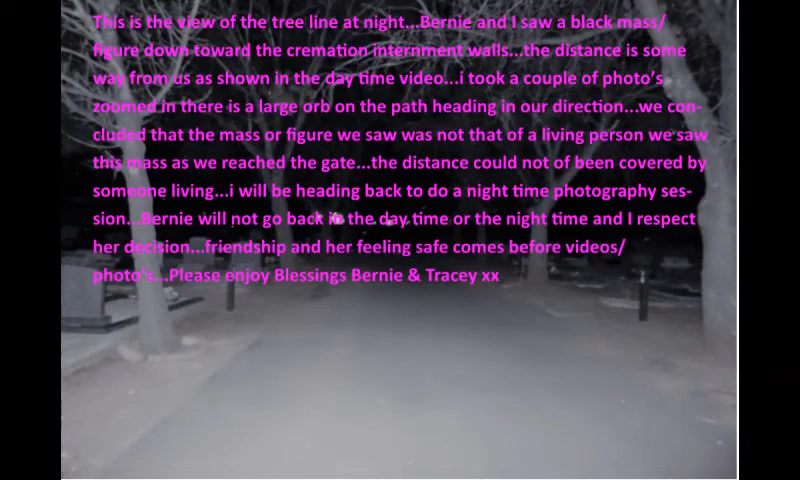 This is the view of the tree line at night...Bernie and I saw a black mass/
figure down toward the cremation internment walls...the distance is some
way from us as shown in the day time video...i took a couple of photo's
zoomed in there is a large orb on the path heading in our direction...we con-
cluded that the mass or figure we saw was not that of a living person we saw
this mass as we reached the gate...the distance could not of been covered by
someone living...i will be heading back to do a night time photography ses-
sion...Bernie will not go back in the day time or the night time and I respect
her decision...friendship and her feeling safe comes before videos/
photo's...Please enjoy Blessings Bernie & Tracey xx